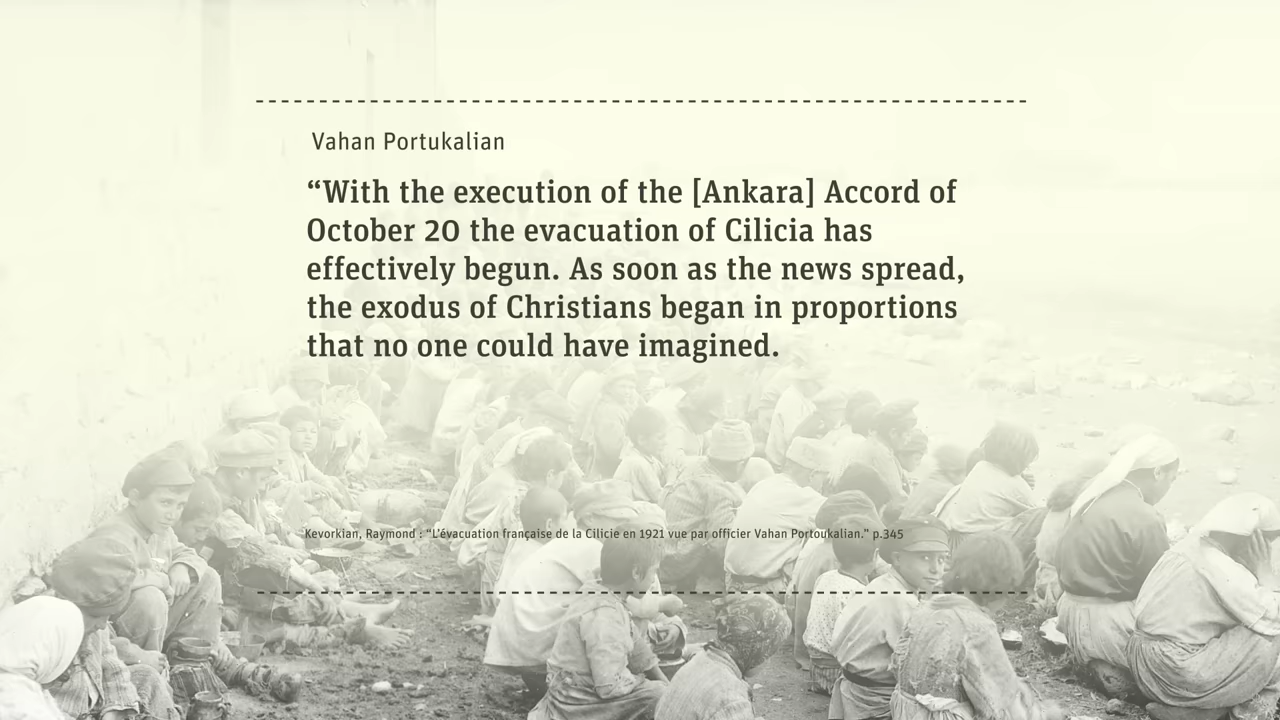 Vahan Portukalian
“With the execution of the [Ankara] Accord of
October 20 the evacuation of Cilicia has
effectively begun. As soon as the news spread,
the exodus of Christians began in proportions
that no one could have imagined.
Kevorkian, Raymond : “L'évacuation française de la Cilicie en 1921 vue par officier Vahan Portoukalian.” p.345